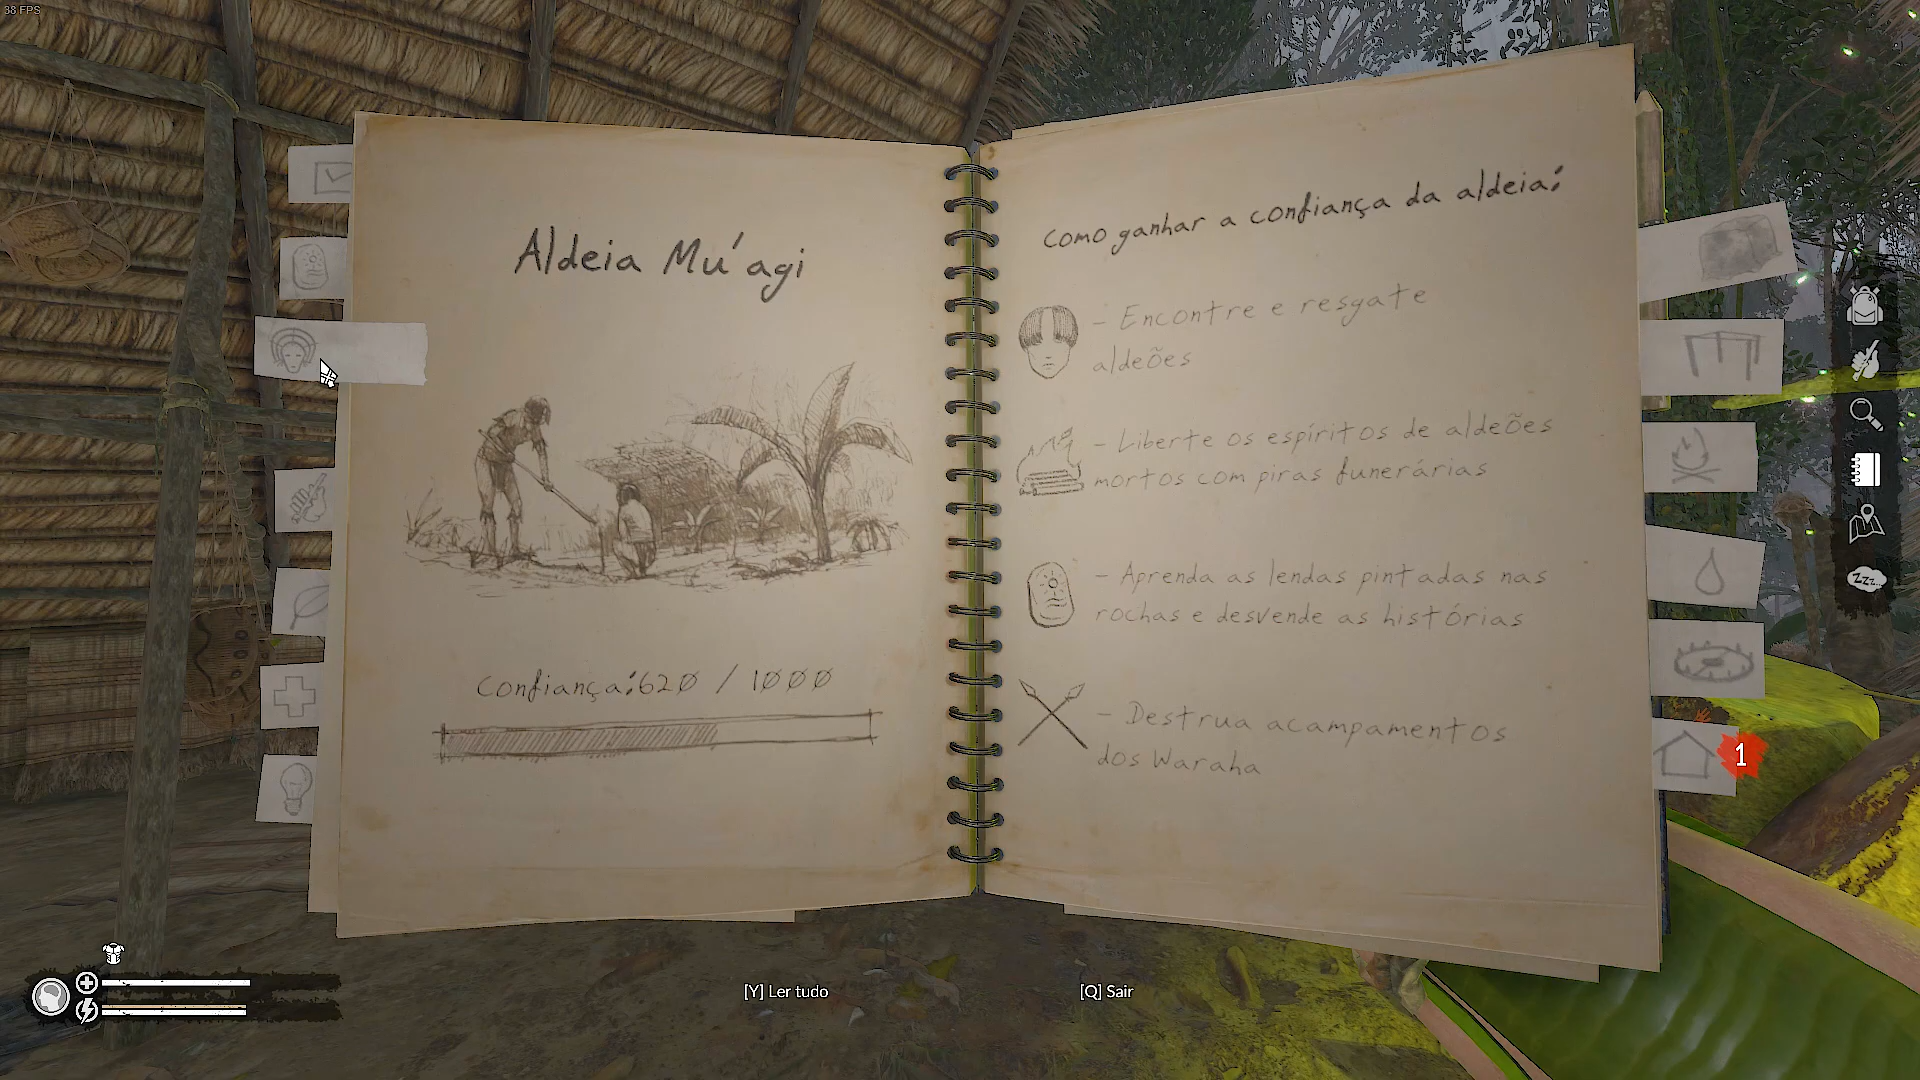 38 FPS
Aldeia Mu'agi
Confiança:620 / 1000
Como ganhar a confiança da aldeia:
- Encontre e resgate
aldeões
- Liberte os espíritos de aldeões
mortos com piras funerárias
- Aprenda as lendas pintadas nas
rochas e desvende as histórias
- Destrua acampamentos
dos Waraha
zzz...
1
[Y] Ler tudo
[Q] Sair